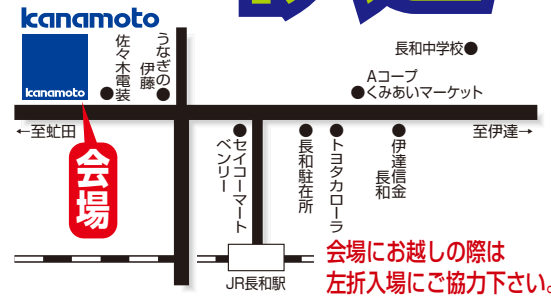 kanamoto
kanamoto
佐々木電装
うなぎの
伊藤
長和中学校
Aコープ
くみあいマーケット
←至虻田
至伊達→
会場
セイコーマート
ベンリー
長和駐在所
トヨタカローラ
伊達信金
長和
JR長和駅
会場にお越しの際は
左折入場にご協力下さい。